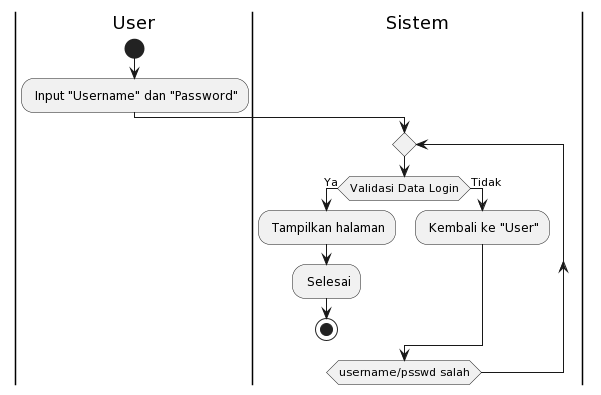 User
Sistem
Input "Username" dan "Password"
Validasi Data Login
Ya
Tidak
Tampilkan halaman
Kembali ke "User"
Selesai
username/psswd salah